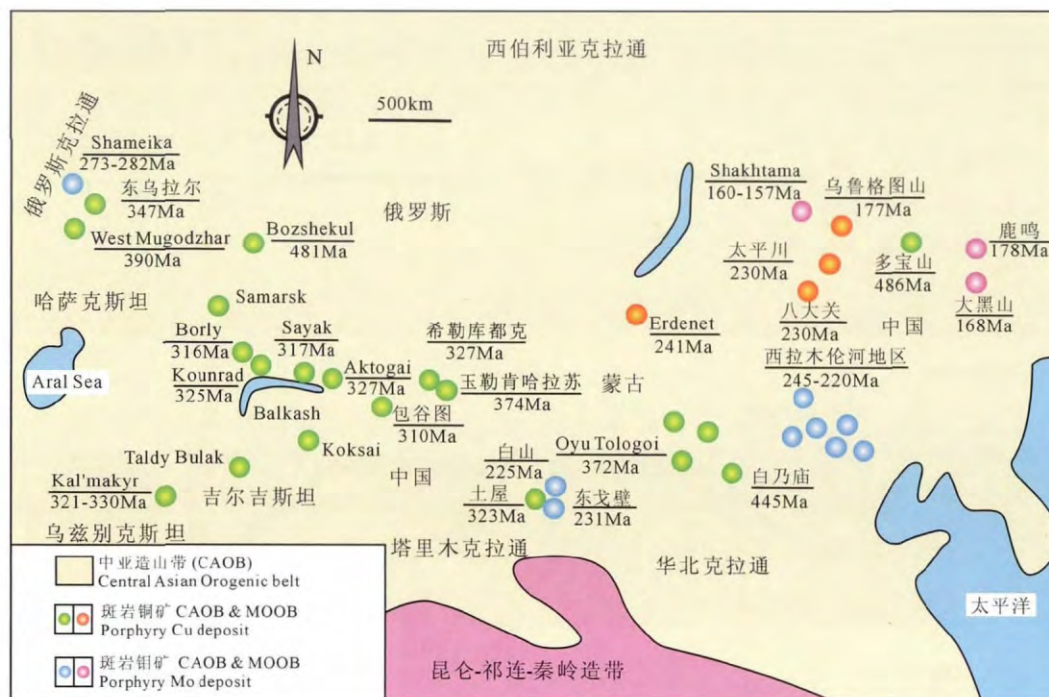 西伯利亚克拉通
N
500km
俄罗斯克拉通
Shameika
273-282Ma
东乌拉尔
347Ma
West Mugodzhar
390Ma
Bozshekul
481Ma
俄罗斯
Shakhtama
160-157Ma
乌鲁格图山
177Ma
太平川
230Ma
多宝山
486Ma
鹿鸣
178Ma
大黑山
168Ma
八大关
230Ma
中国
哈萨克斯坦
Samarsk
Borly
316Ma
Sayak
317Ma
希勒库都克
327Ma
Erdenet
241Ma
西拉木伦河地区
245-220Ma
Aral Sea
Kounrad
325Ma
Aktogai
327Ma
玉勒肯哈拉苏
374Ma
蒙古
Balkash
包谷图
310Ma
Koksai
Taldy Bulak
中国
白山
225Ma
Oyu Tologoi
372Ma
白乃庙
445Ma
Kal'makyr
321-330Ma
吉尔吉斯坦
土屋
323Ma
东戈壁
231Ma
乌兹别克斯坦
塔里木克拉通
华北克拉通
太平洋
昆仑-祁连-秦岭造带
中亚造山带 (CAOB)
Central Asian Orogenic belt
斑岩铜矿 CAOB & MOOB
Porphyry Cu deposit
斑岩钼矿 CAOB & MOOB
Porphyry Mo deposit